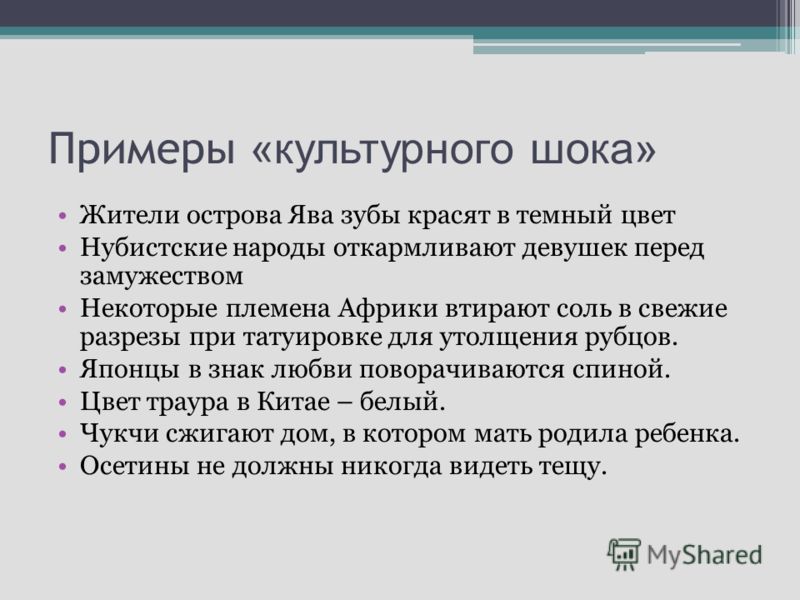 Примеры «культурного шока»
• Жители острова Ява зубы красят в темный цвет
• Нубистские народы откармливают девушек перед
замужеством
• Некоторые племена Африки втирают соль в свежие
разрезы при татуировке для утолщения рубцов.
• Японцы в знак любви поворачиваются спиной.
• Цвет траура в Китае – белый.
• Чукчи сжигают дом, в котором мать родила ребенка.
• Осетины не должны никогда видеть тещу.
MyShared